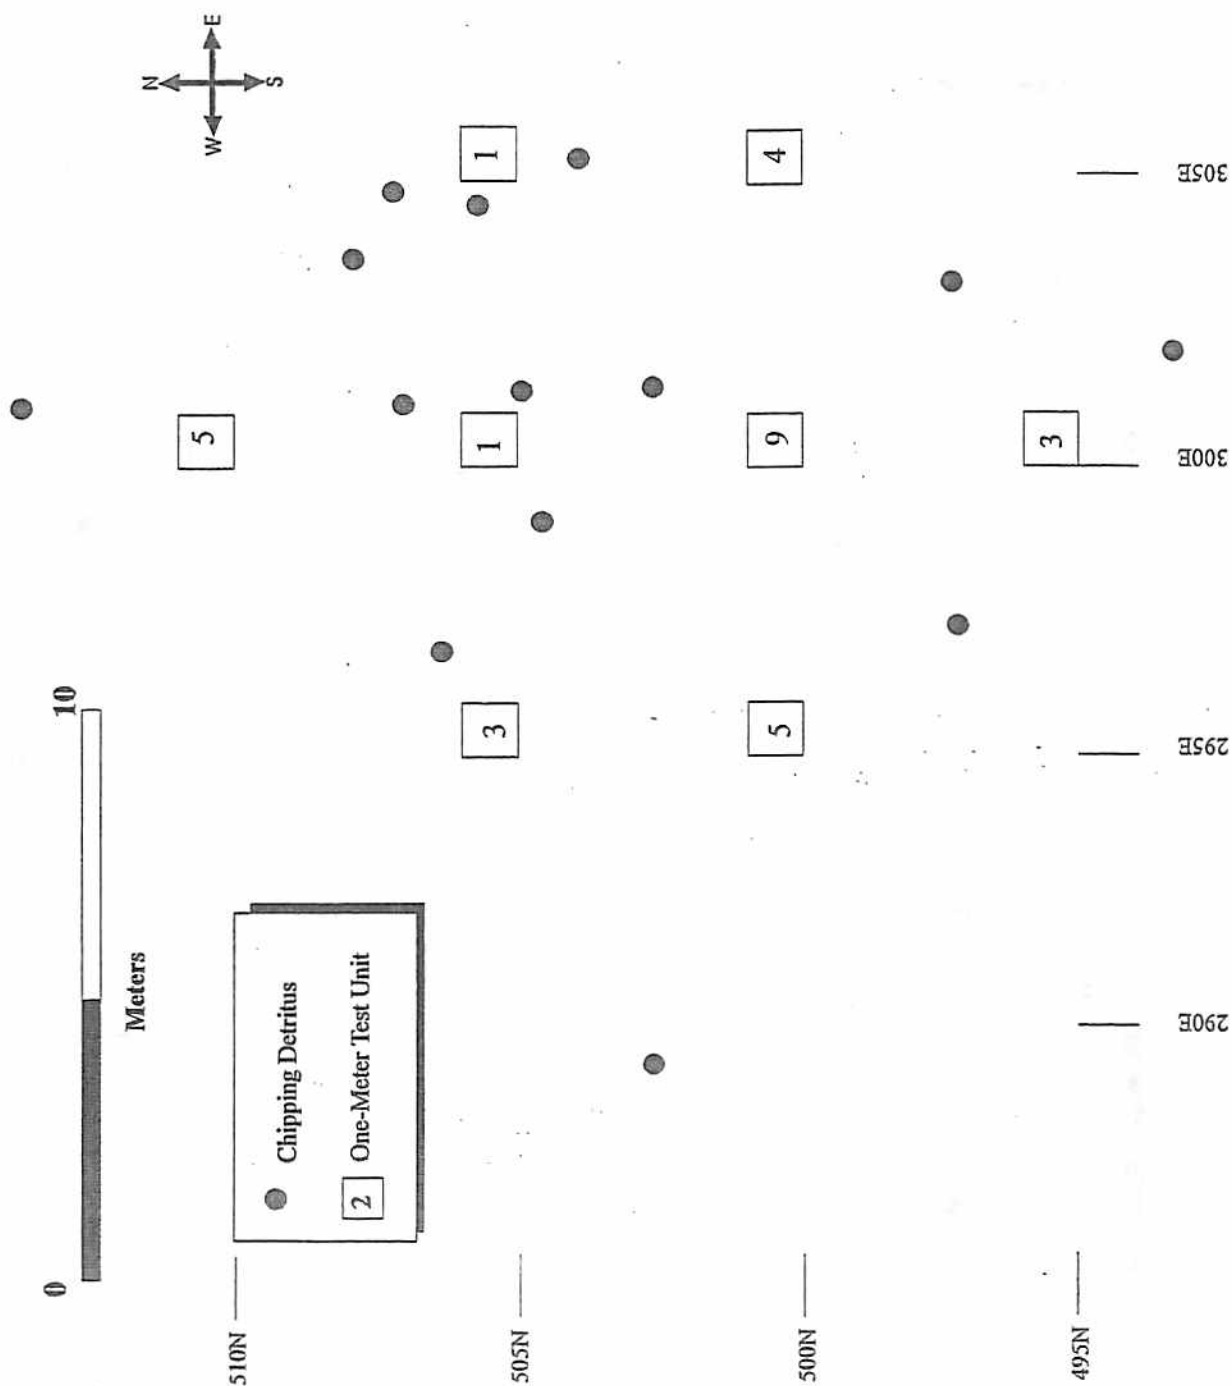 N
W E
S
0 10
Meters
Chipping Detritus
2 One-Meter Test Unit
5
3 1 1
5 9 4
3
510N
505N
500N
495N
290E 295E 300E 305E